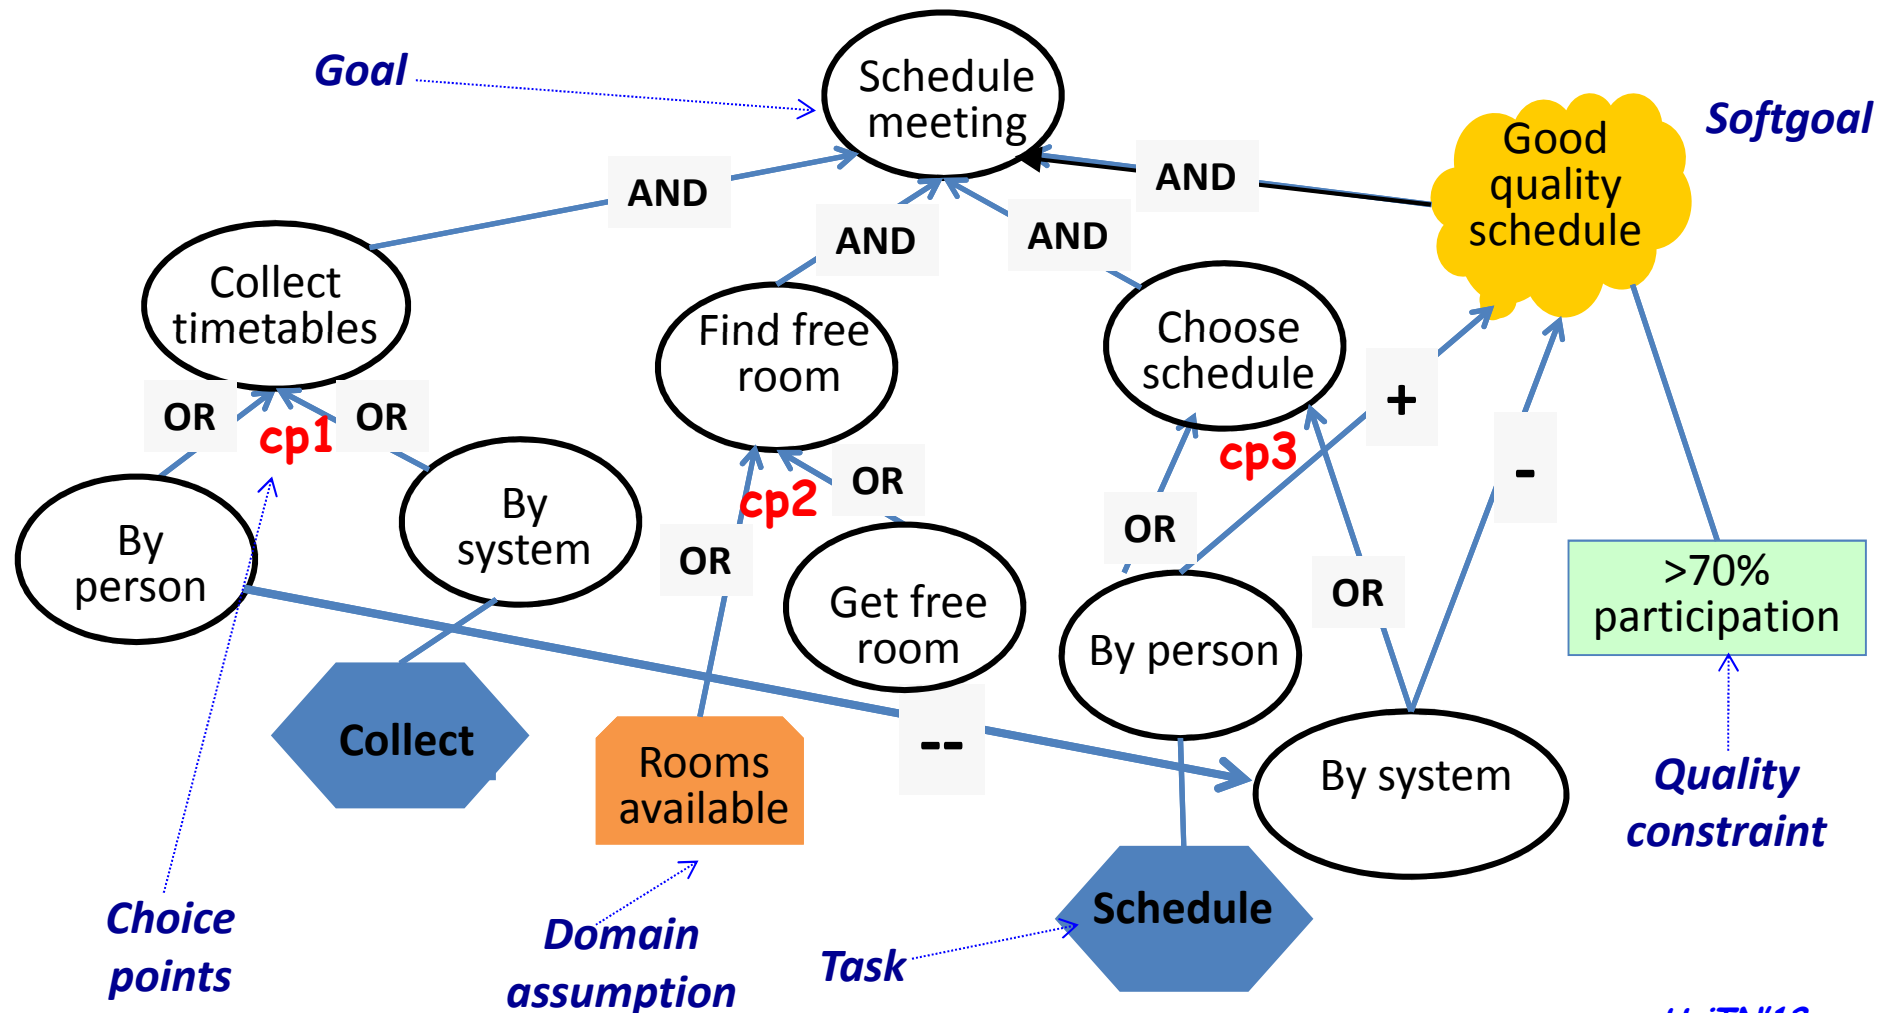 Goal
Schedule
meeting
Softgoal
Good
quality
schedule
AND
AND
AND
AND
Collect
timetables
Find free
room
Choose
schedule
OR
cp1
OR
+
cp3
-
By
person
By
system
cp2
OR
OR
OR
OR
>70%
participation
Get free
room
By person
Collect
Rooms
available
--
By system
Quality
constraint
Schedule
Choice
points
Domain
assumption
Task